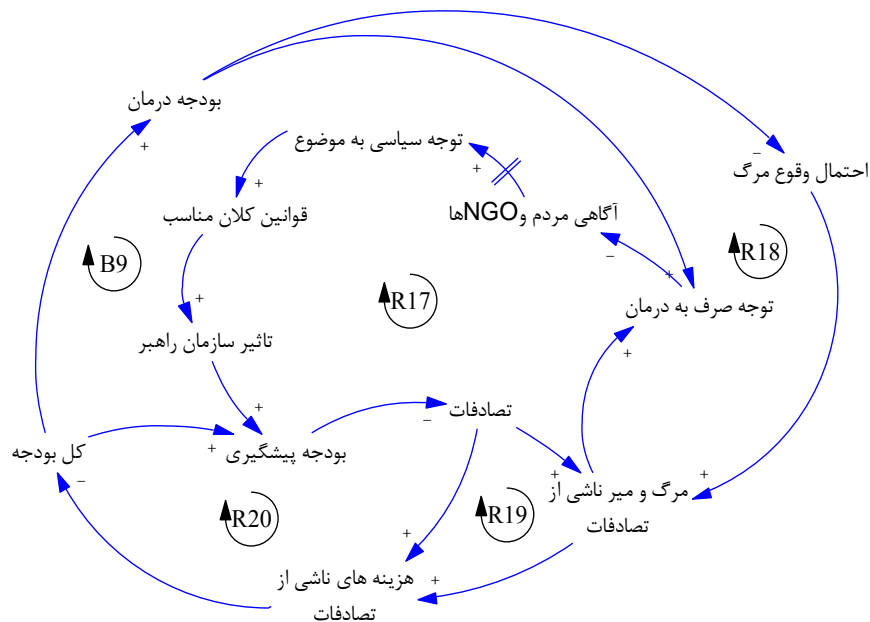 بودجه درمان
+
توجه سیاسی به موضوع
+
–
احتمال وقوع مرگ
+
قوانین کلان مناسب
آگاهی مردم وNGOها
–
B9
R18
R17
+
+
توجه صرف به درمان
تاثیر سازمان راهبر
+
+
تصادفات
–
کل بودجه
+
بودجه پیشگیری
–
+
+
مرگ و میر ناشی از
تصادفات
R20
R19
+
+
هزینه های ناشی از
تصادفات